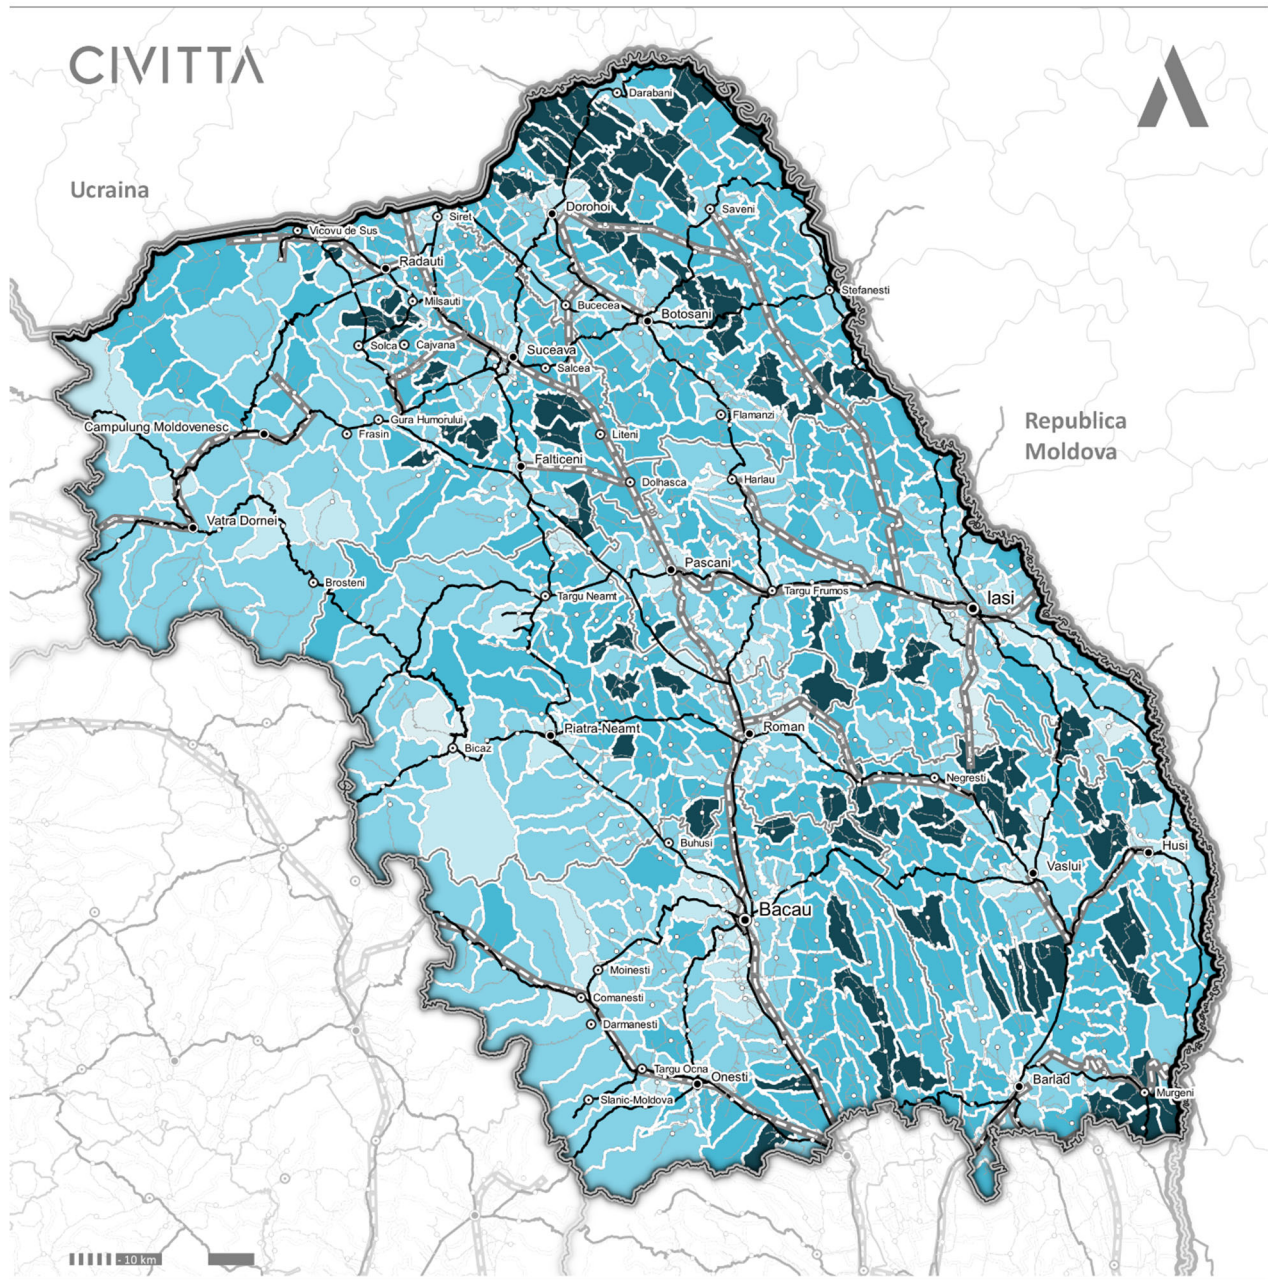 CIVITTA
Darabani
Ucraina
Dorohoi
Saveni
Siret
Vicovu de Sus
Radauti
Stefanesti
Milsauti
Bucecea
Botosani
Solca
Cajvana
Suceava
Salcea
Flamanzi
Republica
Moldova
Campulung Moldovenesc
Gura Humorului
Frasin
Liteni
Falticeni
Dolhasca
Harlau
Vatra Dornei
Pascani
Brosteni
Targu Neamt
Targu Frumos
Iasi
Piatra-Neamt
Roman
Bicaz
Negresti
Buhusi
Husi
Vaslui
Bacau
Moinesti
Comanesti
Darmanesti
Targu Ocna
Onesti
Barlad
Slanic-Moldova
Murgeni
- 10 km